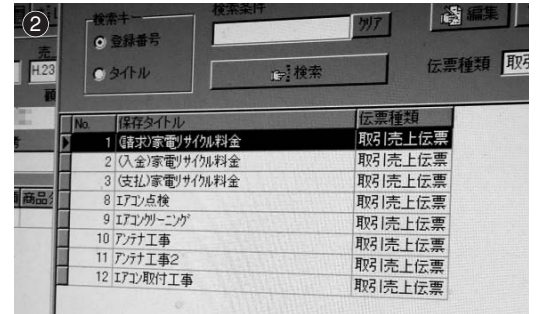 ②
検索キー
検索条件
登録番号
クリア
編集
タイトル
検索
伝票種類 取引
売
H.23
No. 保存タイトル 伝票種類
1 (請求)家電リサイクル料金 取引売上伝票
2 (入金)家電リサイクル料金 取引売上伝票
3 (支払)家電リサイクル料金 取引売上伝票
8 エアコン点検 取引売上伝票
9 エアコンクリーニング 取引売上伝票
10 アンテナ工事 取引売上伝票
11 アンテナ工事2 取引売上伝票
12 エアコン取付工事 取引売上伝票
商品